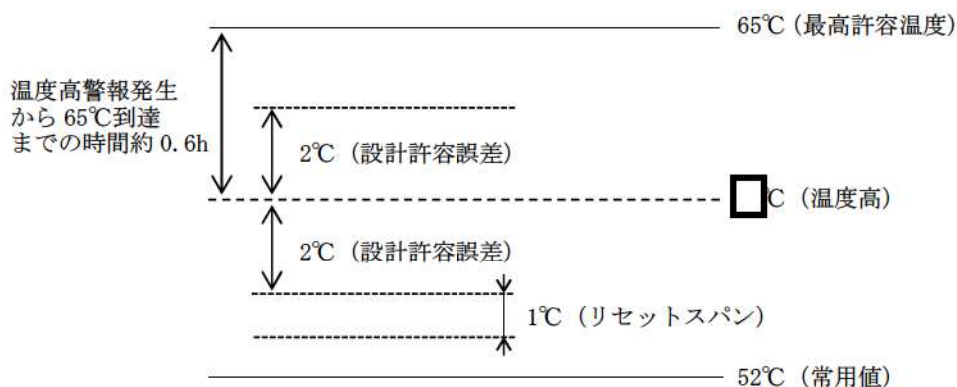 65℃（最高許容温度）
温度高警報発生
から 65℃到達
までの時間約 0.6h
2℃（設計許容誤差）
℃（温度高）
2℃（設計許容誤差）
1℃（リセットスパン）
52℃（常用値）